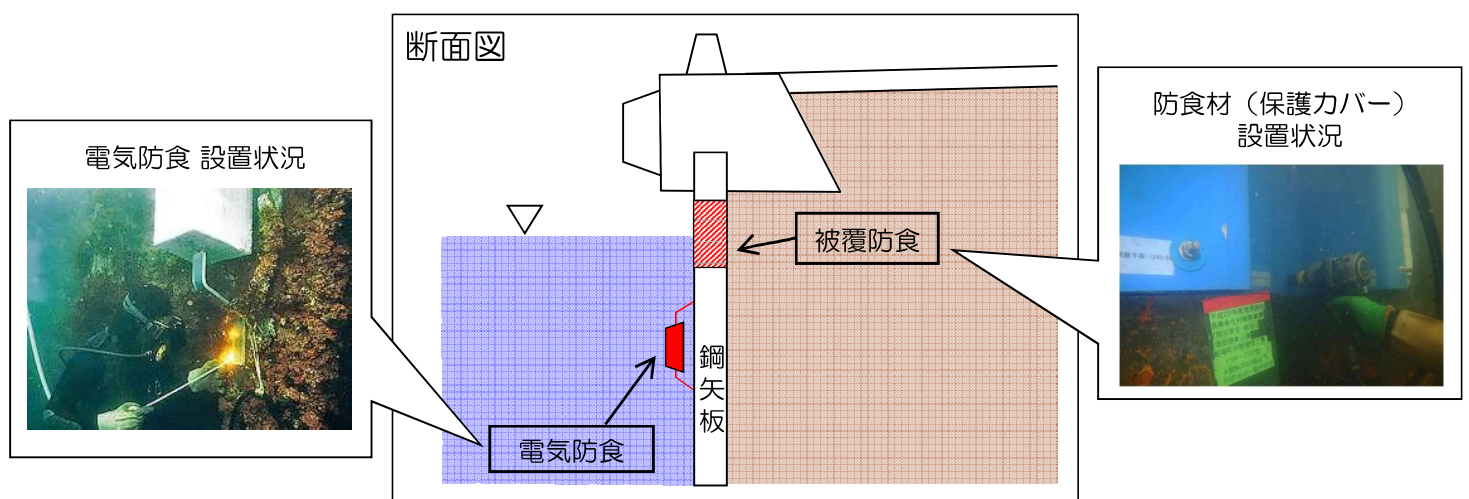 断面図
電気防食 設置状況
防食材（保護カバー）
設置状況
被覆防食
鋼矢板
電気防食